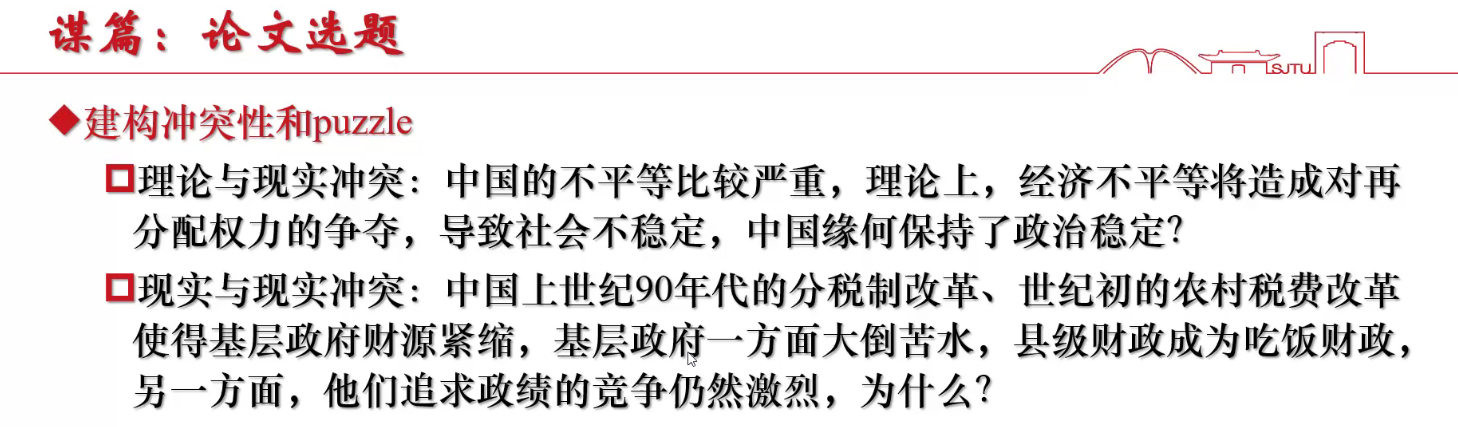 谋篇：论文选题
SJTU
◆建构冲突性和puzzle
理论与现实冲突：中国的不平等比较严重，理论上，经济不平等将造成对再
分配权力的争夺，导致社会不稳定，中国缘何保持了政治稳定？
现实与现实冲突：中国上世纪90年代的分税制改革、世纪初的农村税费改革
使得基层政府财源紧缩，基层政府一方面大倒苦水，县级财政成为吃饭财政，
另一方面，他们追求政绩的竞争仍然激烈，为什么？